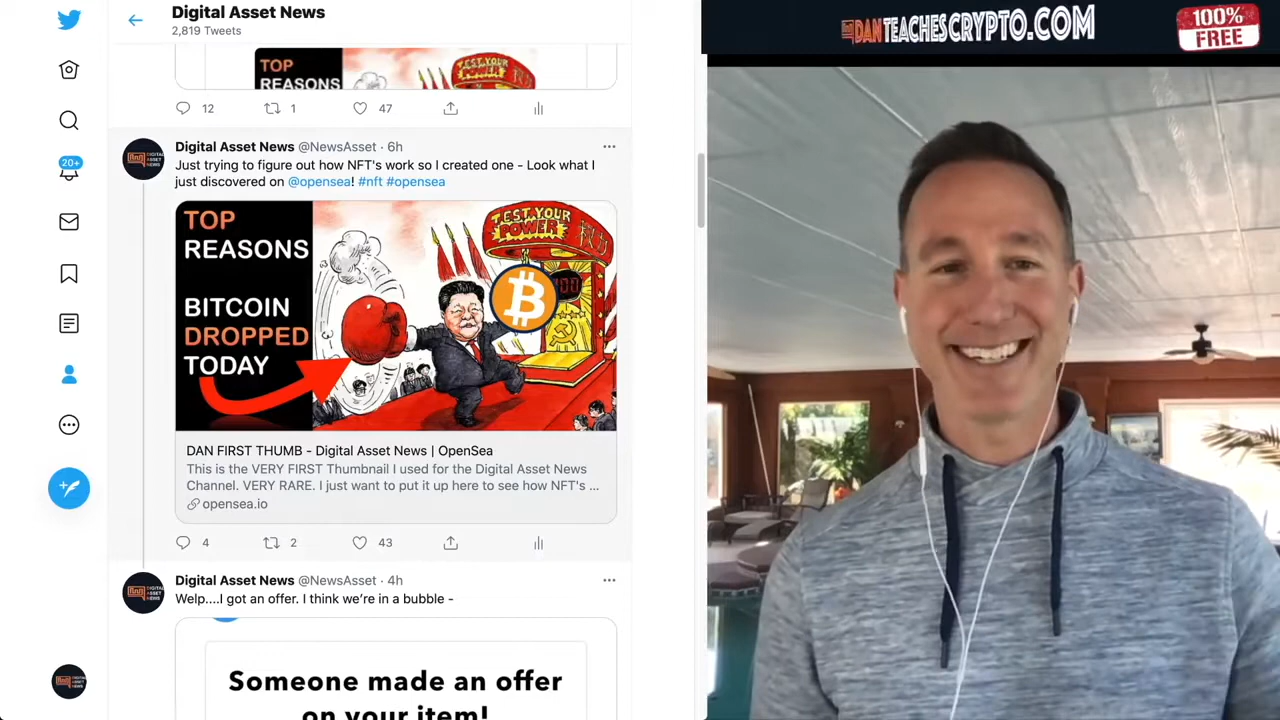 Digital Asset News
2,819 Tweets
TOP
REASONS
TEST YOUR
POWER
12
1
47
Digital Asset News @NewsAsset · 6h
Just trying to figure out how NFT's work so I created one - Look what I
just discovered on @opensea! #nft #opensea
TOP
REASONS
BITCOIN
DROPPED
TODAY
TEST YOUR
POWER
DAN FIRST THUMB - Digital Asset News | OpenSea
This is the VERY FIRST Thumbnail I used for the Digital Asset News
Channel. VERY RARE. I just want to put it up here to see how NFT's ...
opensea.io
4
2
43
Digital Asset News @NewsAsset · 4h
Welp....I got an offer. I think we're in a bubble -
Someone made an offer
on your item!
20+
DANTEACHESCRYPTO.COM
100%
FREE